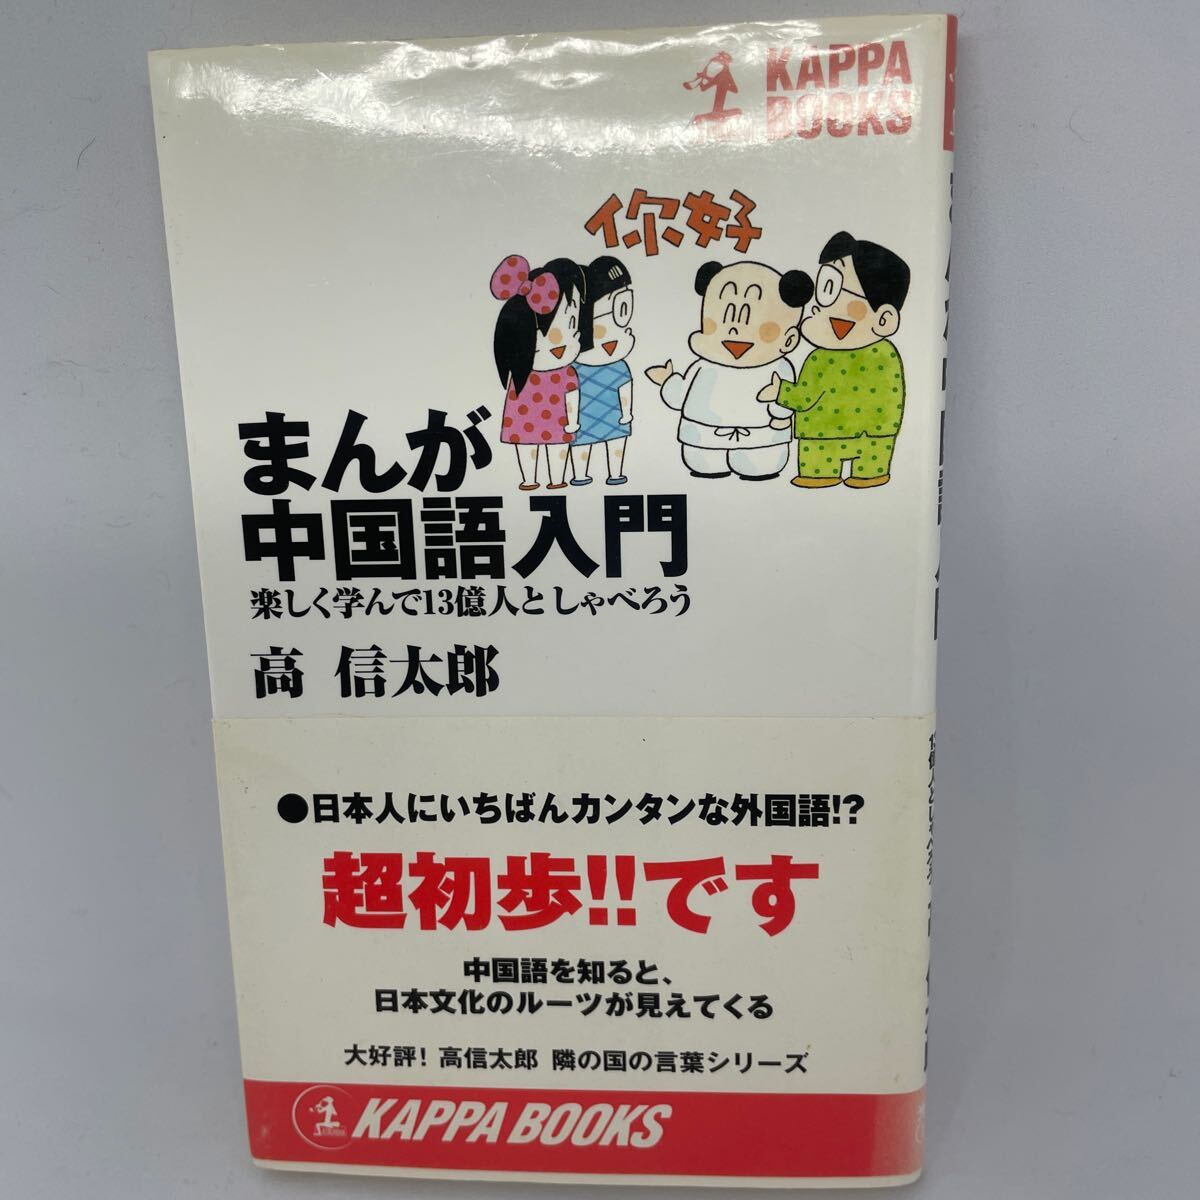 KAPPA
BOOKS
你好
まんが
中国語入門
楽しく学んで13億人としゃべろう
高 信太郎
●日本人にいちばんカンタンな外国語!?
超初歩!!です
中国語を知ると、
日本文化のルーツが見えてくる
大好評! 高信太郎 隣の国の言葉シリーズ
KAPPA BOOKS